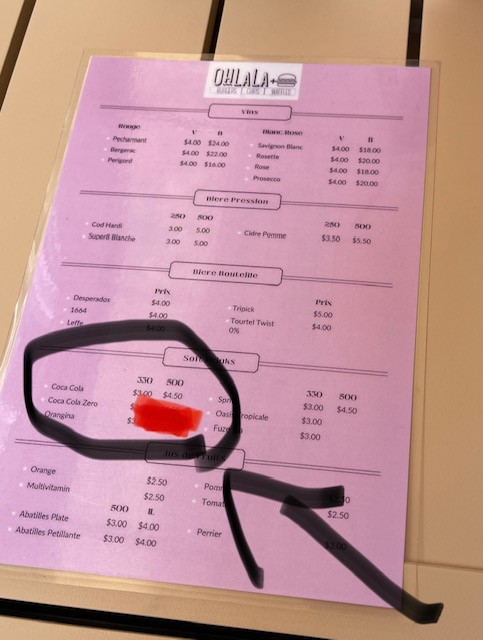 OHLALA+
BURGERS | CHIPS | WAFFLES
Vins
Rouge V B
Pecharmant $4.00 $24.00
Bergerac $4.00 $22.00
Perigord $4.00 $16.00
Blanc/Rose V B
Savignon Blanc $4.00 $18.00
Rosette $4.00 $20.00
Rose $4.00 $18.00
Prosecco $4.00 $20.00
Biere Pression
250 500
Cod Hardi 3.00 5.00
Super8 Blanche 3.00 5.00
250 500
Cidre Pomme $3.50 $5.50
Biere Bouteille
Prix
Desperados $4.00
1664 $4.00
Leffe $4.00
Prix
Tripick $5.00
Tourtel Twist $4.00
0%
330 500
Coca Cola $3.00 $4.50
Coca Cola Zero
Orangina
330 500
$3.00 $4.50
Oasis Tropicale $3.00
$3.00
Orange $2.50
Multivitamin $2.50
$2.50
500 1L
Abatilles Plate $3.00 $4.00
Abatilles Petillante $3.00 $4.00
Perrier $3.00